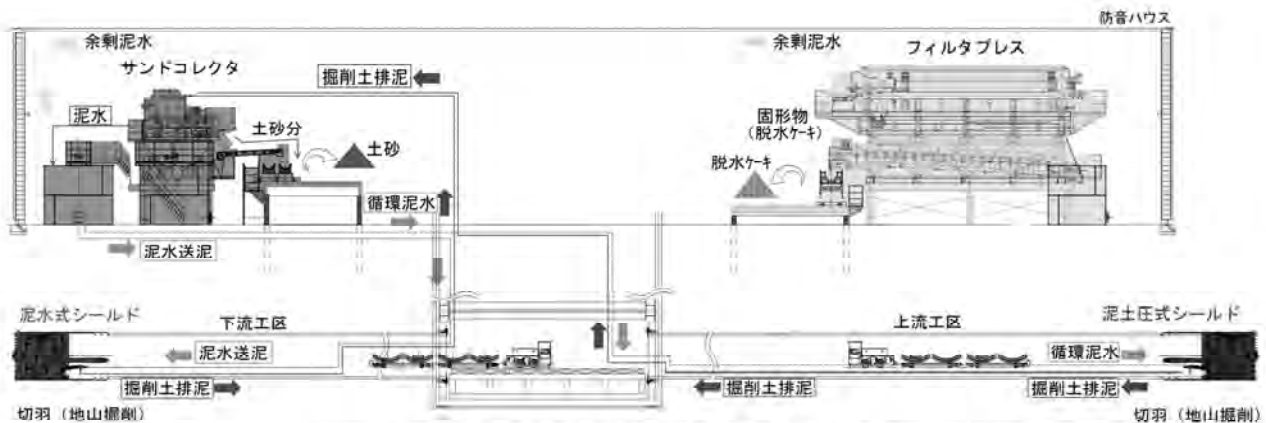 防音ハウス
余剰泥水
サンドコレクタ
掘削土排泥
泥水
土砂分
土砂
循環泥水
泥水送泥
余剰泥水
フィルタプレス
固形物
(脱水ケーキ)
脱水ケーキ
泥水式シールド
下流工区
泥水送泥
掘削土排泥
切羽(地山掘削)
上流工区
泥土圧式シールド
循環泥水
掘削土排泥
掘削土排泥
切羽(地山掘削)